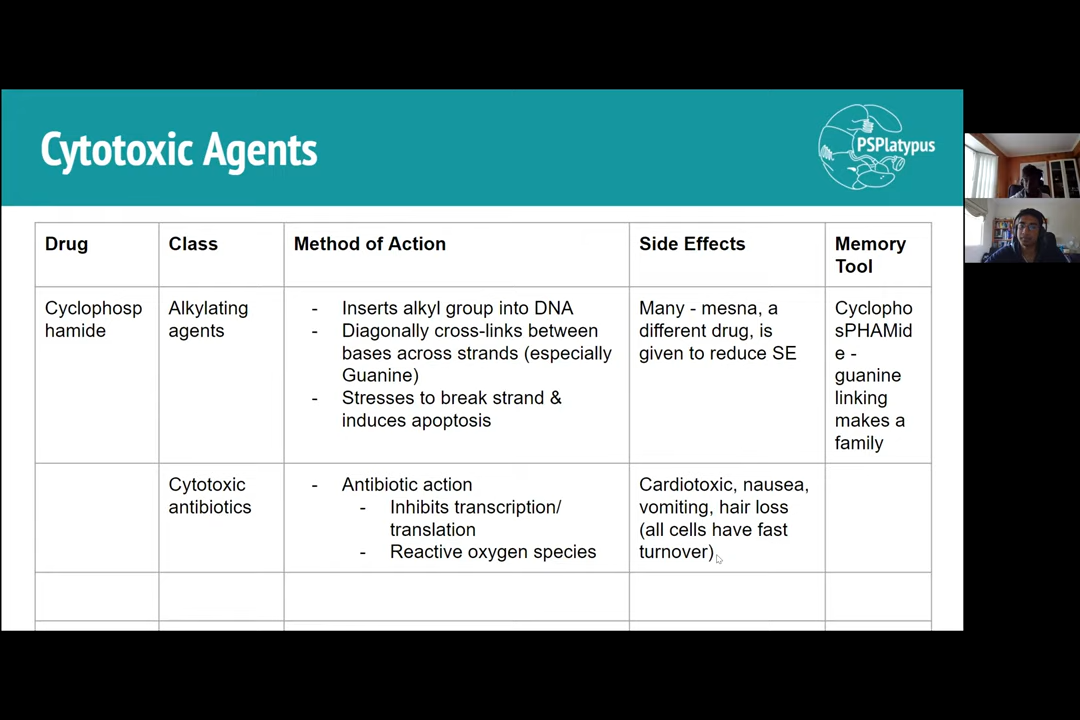 Cytotoxic Agents
PSPlatypus
Drug
Class
Method of Action
Side Effects
Memory
Tool
Cyclophosp
hamide
Alkylating
agents
- Inserts alkyl group into DNA
- Diagonally cross-links between
bases across strands (especially
Guanine)
- Stresses to break strand &
induces apoptosis
Many - mesna, a
different drug, is
given to reduce SE
Cyclopho
sPHAMid
e -
guanine
linking
makes a
family
Cytotoxic
antibiotics
- Antibiotic action
- Inhibits transcription/
translation
- Reactive oxygen species
Cardiotoxic, nausea,
vomiting, hair loss
(all cells have fast
turnover)